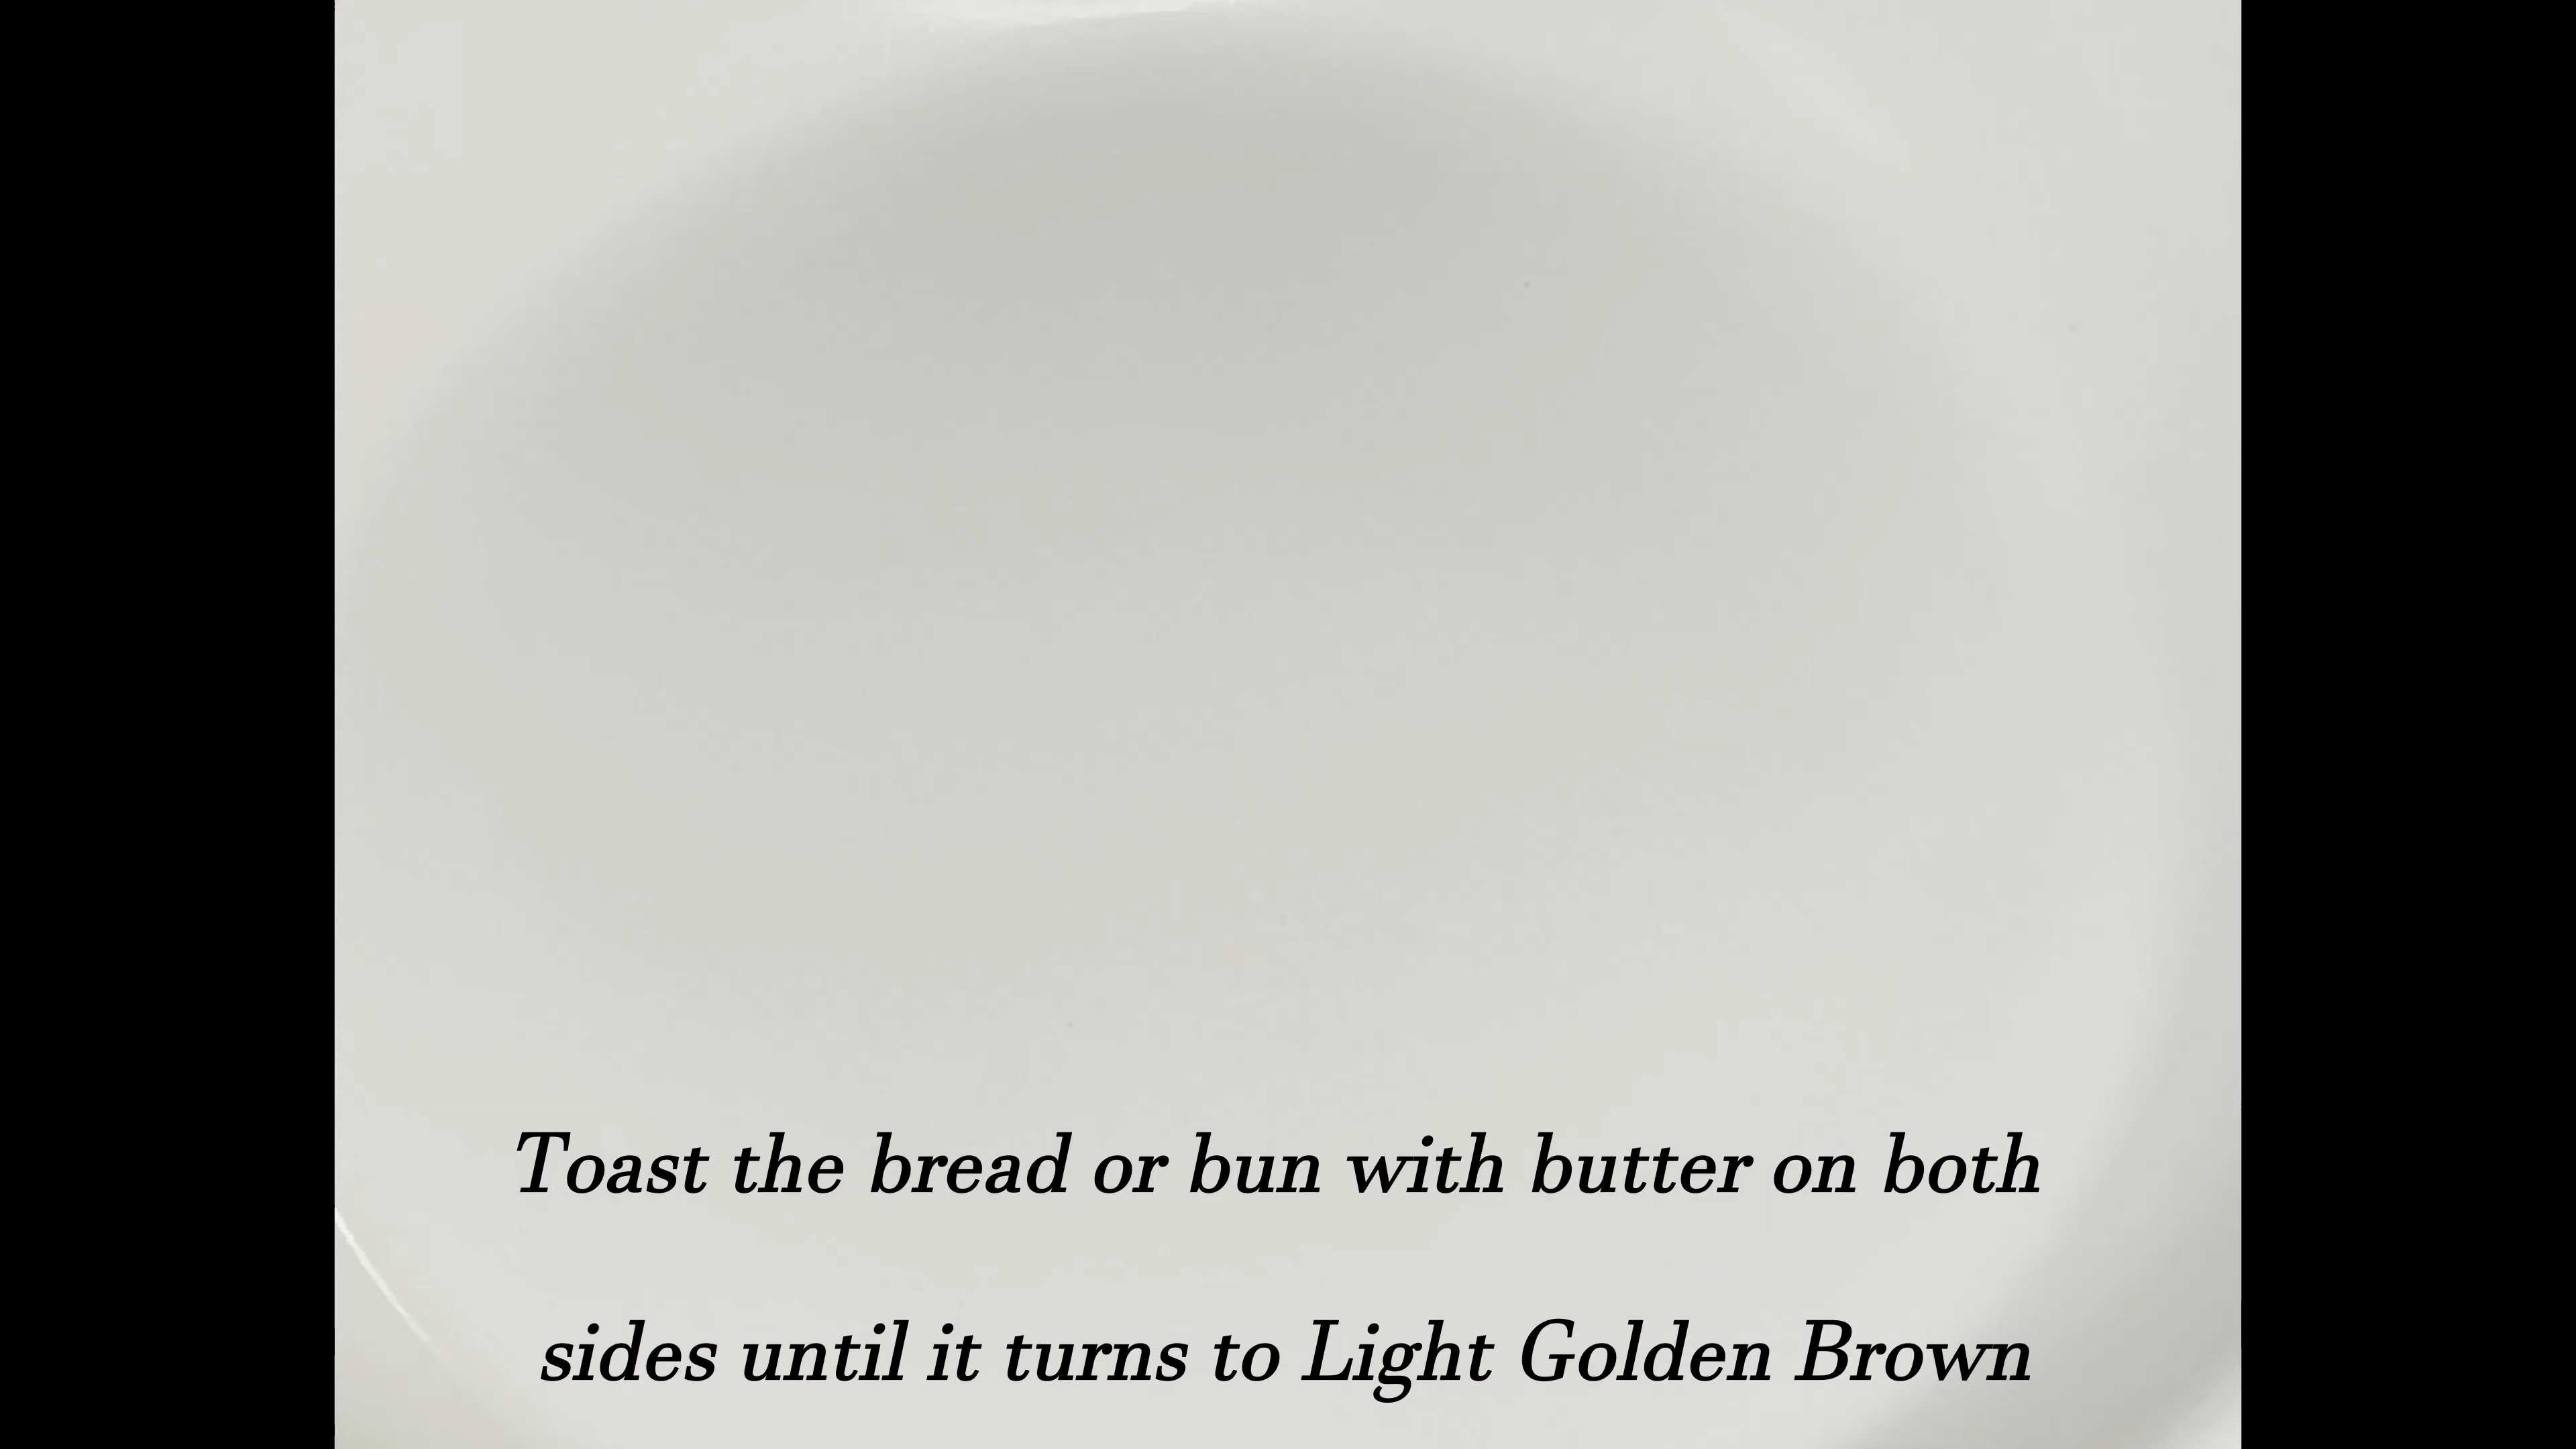 Toast the bread or bun with butter on both
sides until it turns to Light Golden Brown